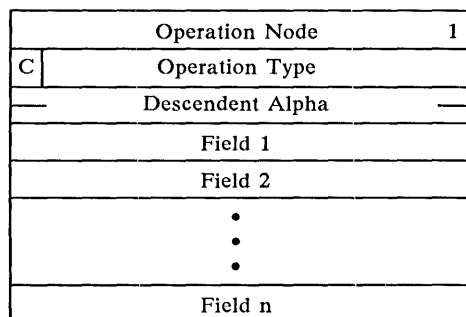 Operation Node 1
C Operation Type
Descendent Alpha
Field 1
Field 2
Field n